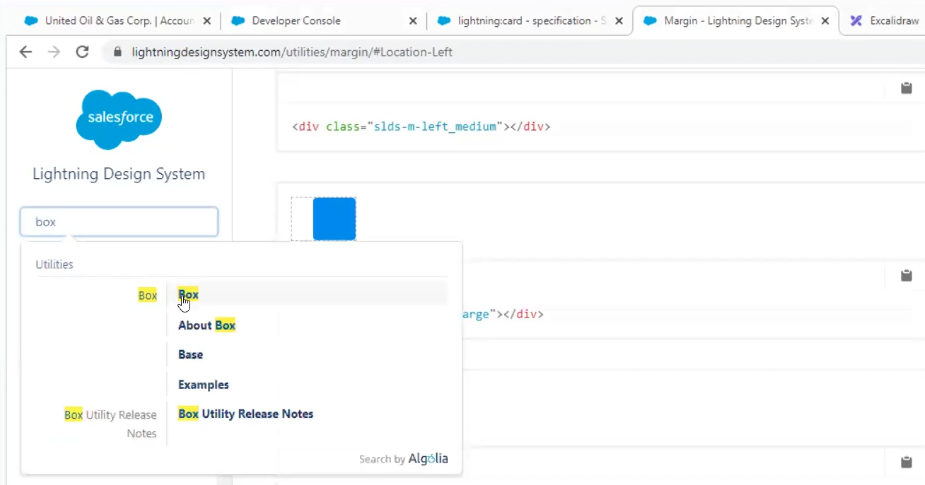 United Oil & Gas Corp. | Accoun
Developer Console
lightning:card - specification - S
Margin - Lightning Design Syste
Excalidraw
lightningdesignsystem.com/utilities/margin/#Location-Left
salesforce
Lightning Design System
box
<div class="slds-m-left_medium"></div>
arge"></div>
Utilities
Box
Box
About Box
Base
Examples
Box Utility Release
Notes
Box Utility Release Notes
Search by Algolia